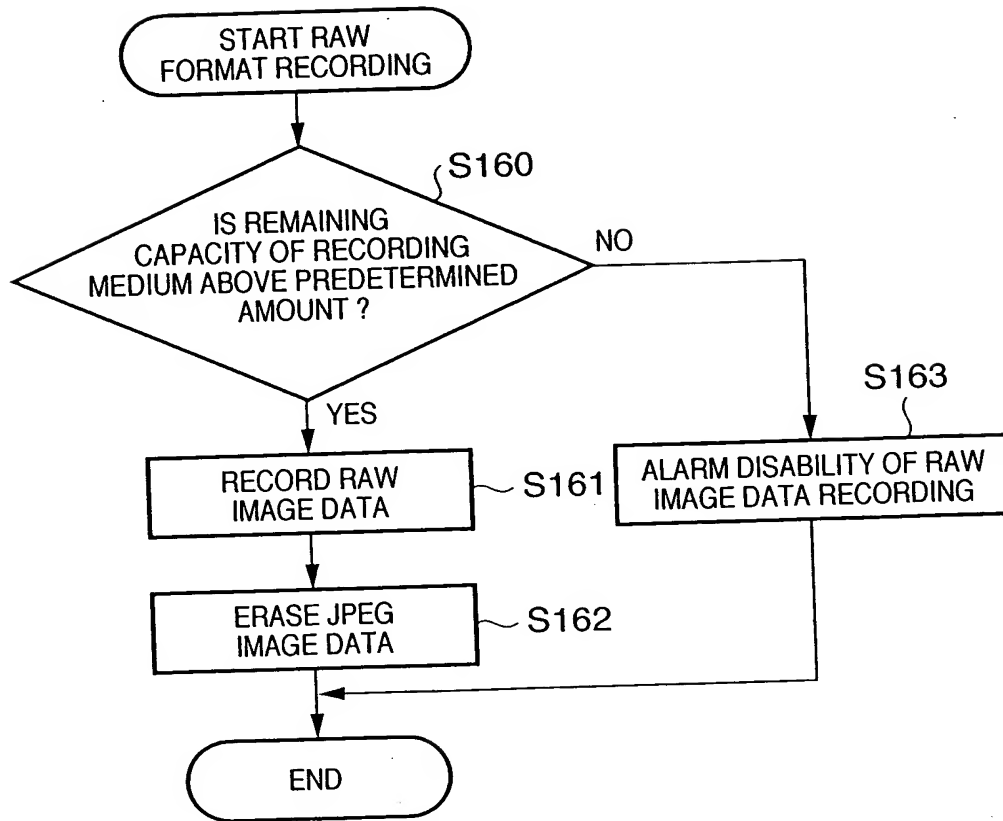 START RAW
FORMAT RECORDING
S160
IS REMAINING
CAPACITY OF RECORDING
MEDIUM ABOVE PREDETERMINED
AMOUNT ?
NO
YES
S163
RECORD RAW
IMAGE DATA
S161
ALARM DISABILITY OF RAW
IMAGE DATA RECORDING
ERASE JPEG
IMAGE DATA
S162
END